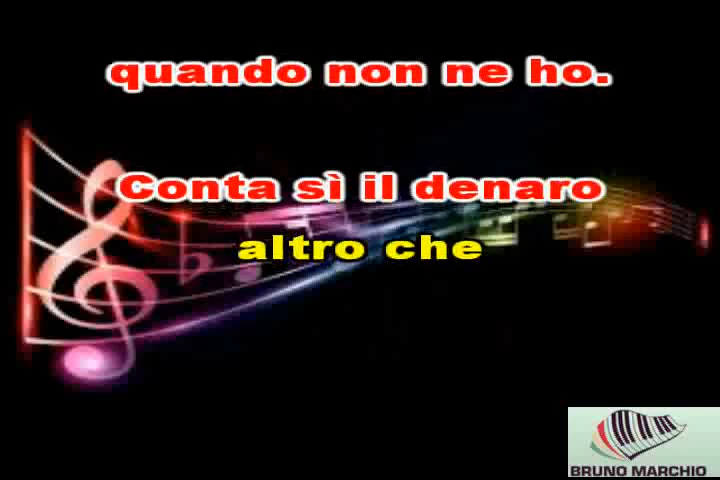 quando non ne ho.
Conta sì il denaro
altro che
BRUNO MARCHIO